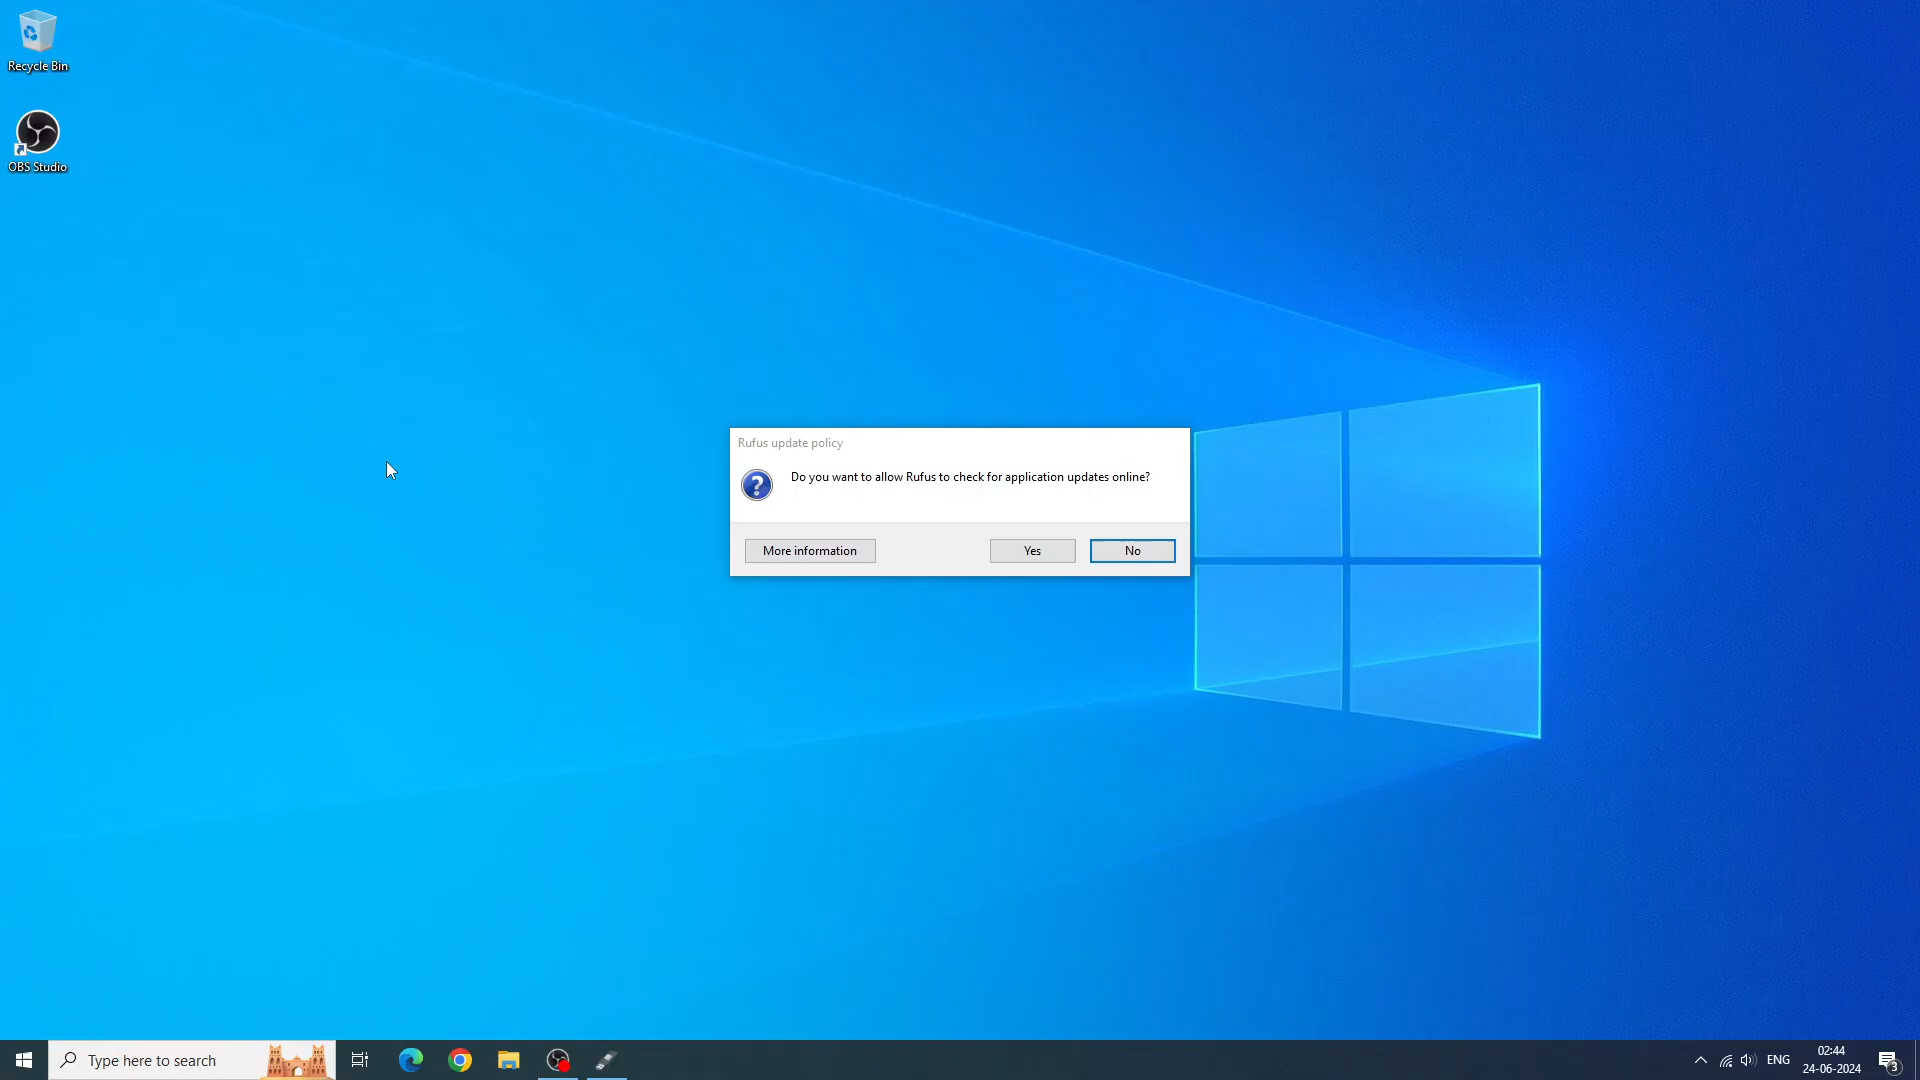 Recycle Bin
OBS Studio
Rufus update policy
Do you want to allow Rufus to check for application updates online?
More information
Yes
No
Type here to search
ENG
02:44
24-06-2024
3